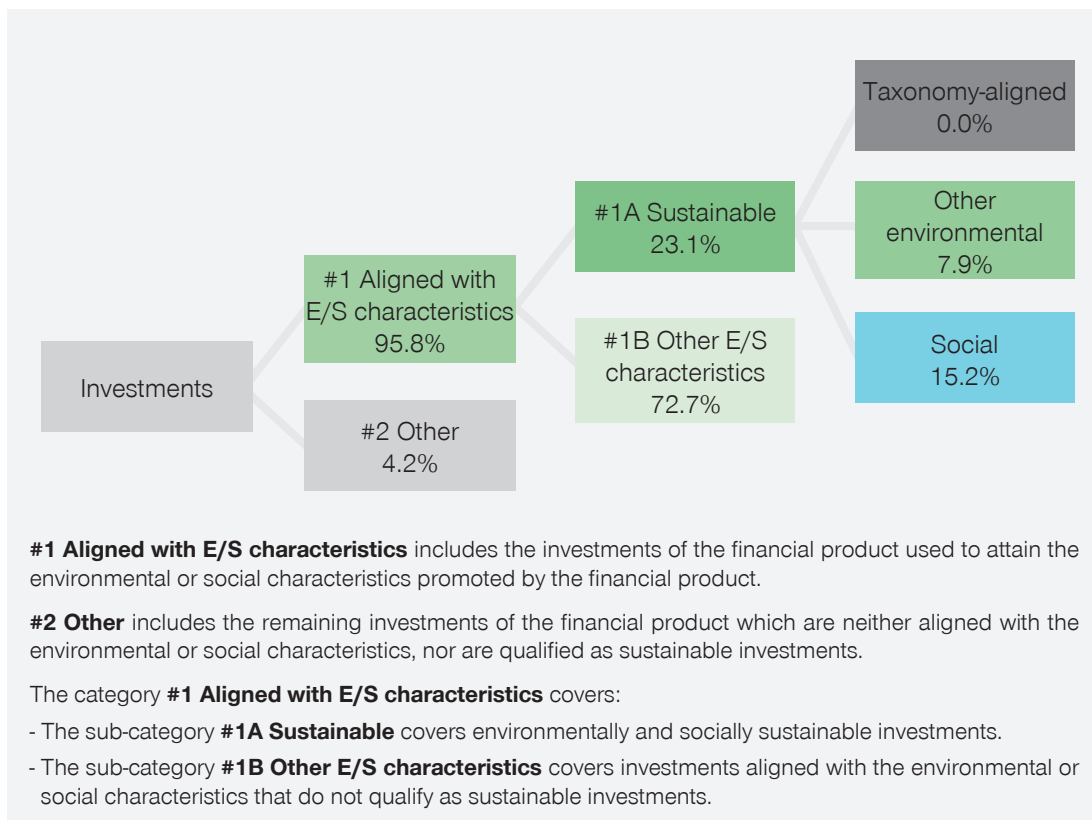 Investments
#1 Aligned with
E/S characteristics
95.8%
#2 Other
4.2%
#1A Sustainable
23.1%
#1B Other E/S
characteristics
72.7%
Taxonomy-aligned
0.0%
Other
environmental
7.9%
Social
15.2%
#1 Aligned with E/S characteristics includes the investments of the financial product used to attain the
environmental or social characteristics promoted by the financial product.
#2 Other includes the remaining investments of the financial product which are neither aligned with the
environmental or social characteristics, nor are qualified as sustainable investments.
The category #1 Aligned with E/S characteristics covers:
- The sub-category #1A Sustainable covers environmentally and socially sustainable investments.
- The sub-category #1B Other E/S characteristics covers investments aligned with the environmental or
social characteristics that do not qualify as sustainable investments.